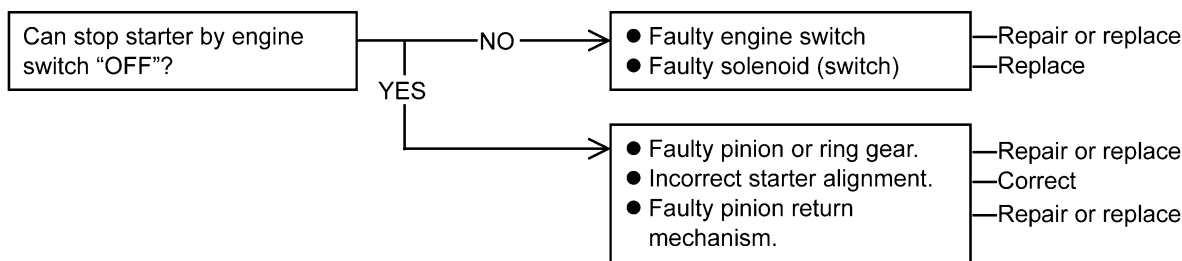 Can stop starter by engine
switch “OFF”?
NO
● Faulty engine switch
Repair or replace
● Faulty solenoid (switch)
Replace
YES
● Faulty pinion or ring gear.
Repair or replace
● Incorrect starter alignment.
Correct
● Faulty pinion return
mechanism.
Repair or replace